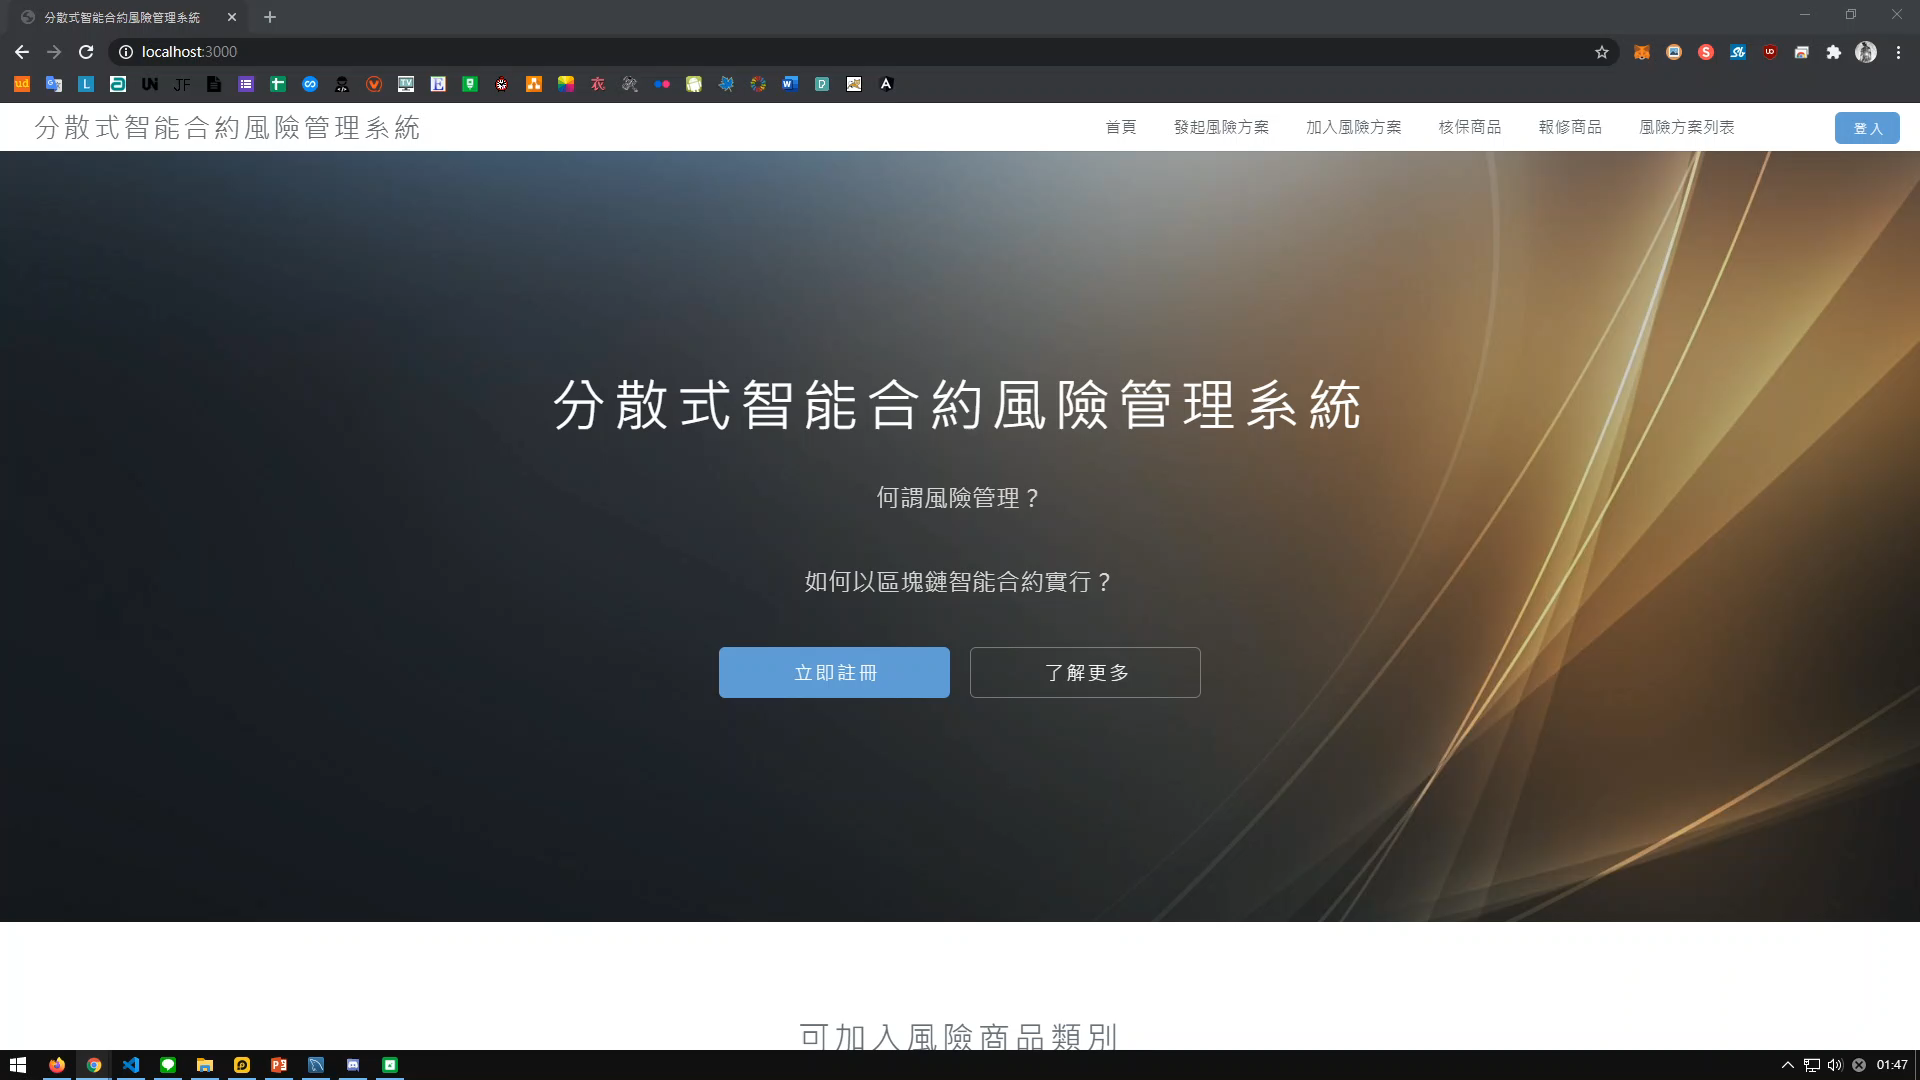 分散式智能合約風險管理系統
localhost:3000
分散式智能合約風險管理系統
首頁
發起風險方案
加入風險方案
核保商品
報修商品
風險方案列表
登入
分散式智能合約風險管理系統
何謂風險管理？
如何以區塊鏈智能合約實行？
立即註冊
了解更多
可加入風險商品類別
01:47